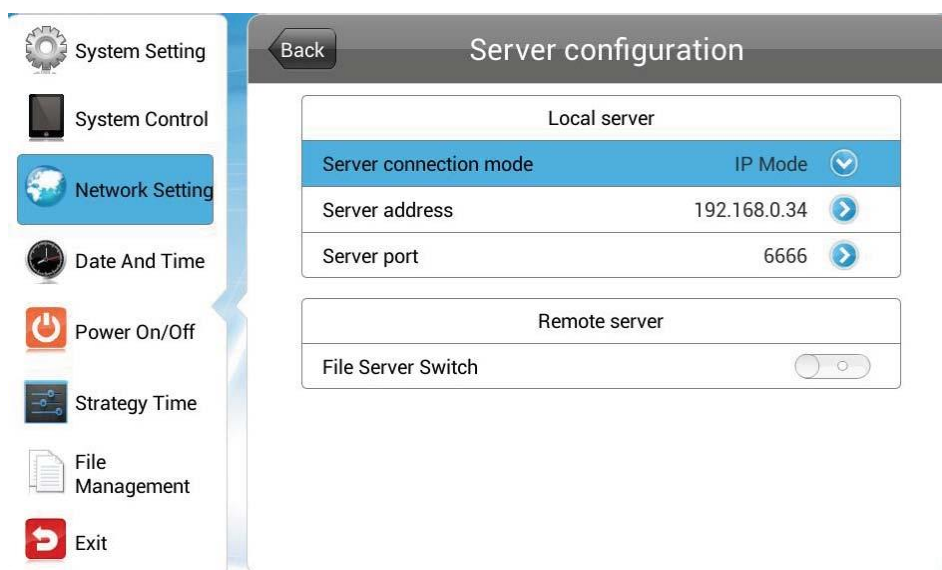 System Setting
System Control
Network Setting
Date And Time
Power On/Off
Strategy Time
File
Management
Exit
Back
Server configuration
Local server
Server connection mode IP Mode
Server address 192.168.0.34
Server port 6666
Remote server
File Server Switch